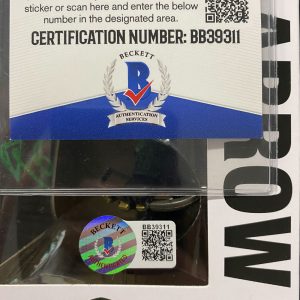 sticker or scan here and enter the below
number in the designated area.
CERTIFICATION NUMBER: BB39311
BECKETT
B
AUTHENTICATION
SERVICES
BECKETT
B
BB39311
ARROW